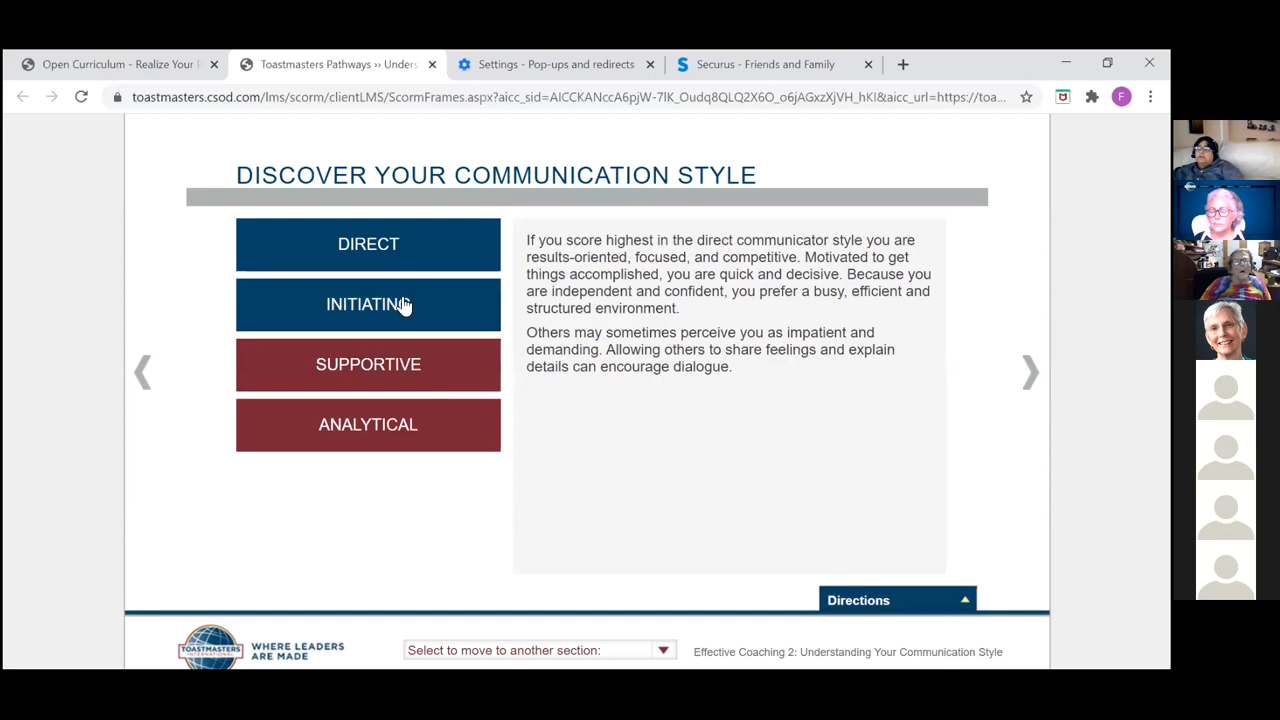 Open Curriculum - Realize Your
Toastmasters Pathways ›› Unders
Settings - Pop-ups and redirects
Securus - Friends and Family
toastmasters.csod.com/lms/scorm/clientLMS/ScormFrames.aspx?aicc_sid=AICCKANccA6pjW-7lK_Oudq8QLQ2X6O_o6jAGxzXjVH_hKI&aicc_url=https://toa...
F
DISCOVER YOUR COMMUNICATION STYLE
DIRECT
INITIATING
SUPPORTIVE
ANALYTICAL
If you score highest in the direct communicator style you are
results-oriented, focused, and competitive. Motivated to get
things accomplished, you are quick and decisive. Because you
are independent and confident, you prefer a busy, efficient and
structured environment.
Others may sometimes perceive you as impatient and
demanding. Allowing others to share feelings and explain
details can encourage dialogue.
Directions
TOASTMASTERS
INTERNATIONAL
WHERE LEADERS
ARE MADE
Select to move to another section:
Effective Coaching 2: Understanding Your Communication Style